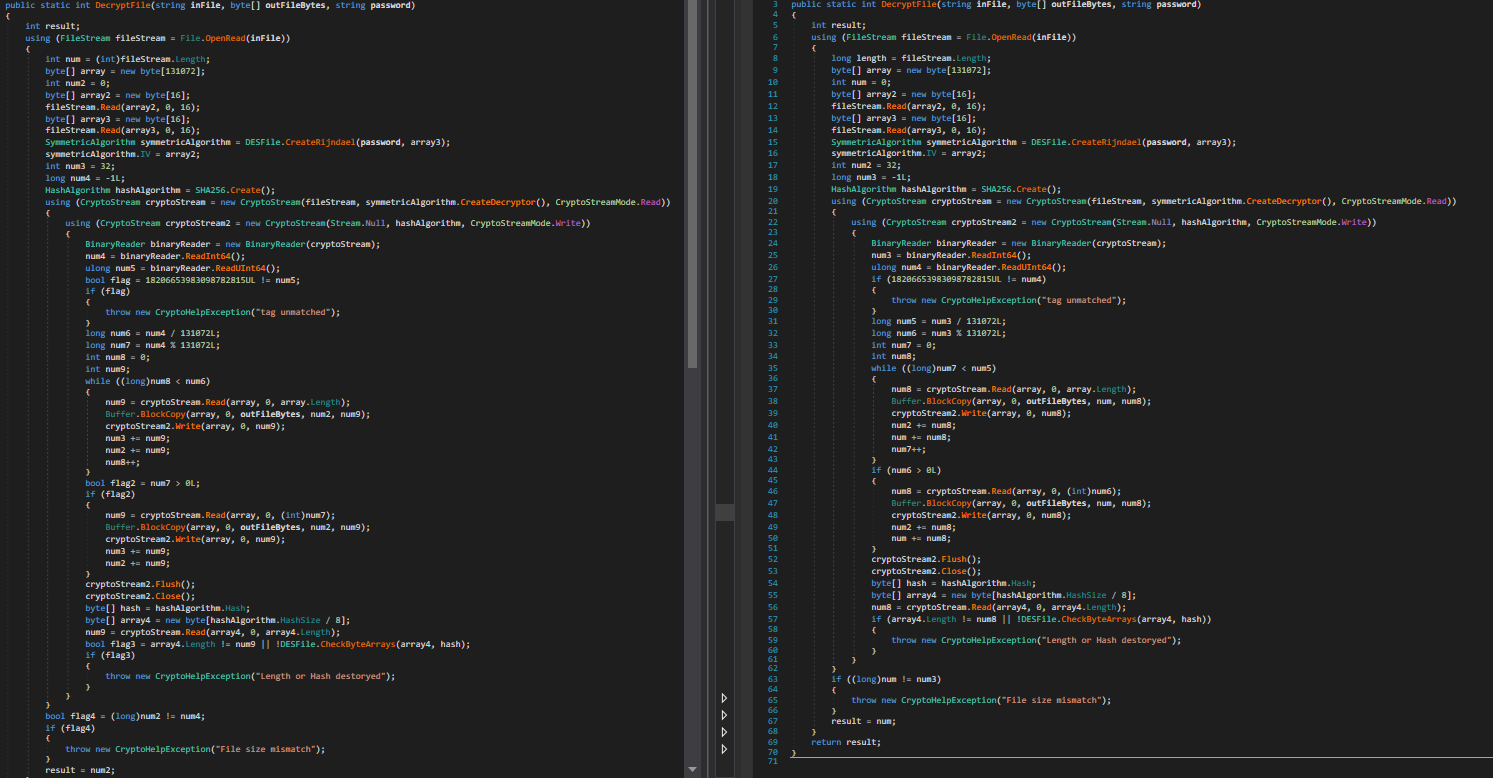 public static int DecryptFile(string inFile, byte[] outFileBytes, string password)
{
int result;
using (FileStream fileStream = File.OpenRead(inFile))
{
int num = (int)fileStream.Length;
byte[] array = new byte[131072];
int num2 = 0;
byte[] array2 = new byte[16];
fileStream.Read(array2, 0, 16);
byte[] array3 = new byte[16];
fileStream.Read(array3, 0, 16);
SymmetricAlgorithm symmetricAlgorithm = DESFile.CreateRijndael(password, array3);
symmetricAlgorithm.IV = array2;
int num3 = 32;
long num4 = -1L;
HashAlgorithm hashAlgorithm = SHA256.Create();
using (CryptoStream cryptoStream = new CryptoStream(fileStream, symmetricAlgorithm.CreateDecryptor(), CryptoStreamMode.Read))
{
using (CryptoStream cryptoStream2 = new CryptoStream(Stream.Null, hashAlgorithm, CryptoStreamMode.Write))
{
BinaryReader binaryReader = new BinaryReader(cryptoStream);
num4 = binaryReader.ReadInt64();
ulong num5 = binaryReader.ReadUInt64();
bool flag = 18206653983098782815UL != num5;
if (flag)
{
throw new CryptoHelpException("tag unmatched");
}
long num6 = num4 / 131072L;
long num7 = num4 % 131072L;
int num8 = 0;
int num9;
while ((long)num8 < num6)
{
num9 = cryptoStream.Read(array, 0, array.Length);
Buffer.BlockCopy(array, 0, outFileBytes, num2, num9);
cryptoStream2.Write(array, 0, num9);
num3 += num9;
num2 += num9;
num8++;
}
bool flag2 = num7 > 0L;
if (flag2)
{
num9 = cryptoStream.Read(array, 0, (int)num7);
Buffer.BlockCopy(array, 0, outFileBytes, num2, num9);
cryptoStream2.Write(array, 0, num9);
num3 += num9;
num2 += num9;
}
cryptoStream2.Flush();
cryptoStream2.Close();
byte[] hash = hashAlgorithm.Hash;
byte[] array4 = new byte[hashAlgorithm.HashSize / 8];
num9 = cryptoStream.Read(array4, 0, array4.Length);
bool flag3 = array4.Length != num9 || !DESFile.CheckByteArrays(array4, hash);
if (flag3)
{
throw new CryptoHelpException("Length or Hash destoryed");
}
}
}
bool flag4 = (long)num2 != num4;
if (flag4)
{
throw new CryptoHelpException("File size mismatch");
}
result = num2;
3 public static int DecryptFile(string inFile, byte[] outFileBytes, string password)
4 {
5 int result;
6 using (FileStream fileStream = File.OpenRead(inFile))
7 {
8 long length = fileStream.Length;
9 byte[] array = new byte[131072];
10 int num = 0;
11 byte[] array2 = new byte[16];
12 fileStream.Read(array2, 0, 16);
13 byte[] array3 = new byte[16];
14 fileStream.Read(array3, 0, 16);
15 SymmetricAlgorithm symmetricAlgorithm = DESFile.CreateRijndael(password, array3);
16 symmetricAlgorithm.IV = array2;
17 int num2 = 32;
18 long num3 = -1L;
19 HashAlgorithm hashAlgorithm = SHA256.Create();
20 using (CryptoStream cryptoStream = new CryptoStream(fileStream, symmetricAlgorithm.CreateDecryptor(), CryptoStreamMode.Read))
21 {
22 using (CryptoStream cryptoStream2 = new CryptoStream(Stream.Null, hashAlgorithm, CryptoStreamMode.Write))
23 {
24 BinaryReader binaryReader = new BinaryReader(cryptoStream);
25 num3 = binaryReader.ReadInt64();
26 ulong num4 = binaryReader.ReadUInt64();
27 if (18206653983098782815UL != num4)
28 {
29 throw new CryptoHelpException("tag unmatched");
30 }
31 long num5 = num3 / 131072L;
32 long num6 = num3 % 131072L;
33 int num7 = 0;
34 int num8;
35 while ((long)num7 < num5)
36 {
37 num8 = cryptoStream.Read(array, 0, array.Length);
38 Buffer.BlockCopy(array, 0, outFileBytes, num, num8);
39 cryptoStream2.Write(array, 0, num8);
40 num2 += num8;
41 num += num8;
42 num7++;
43 }
44 if (num6 > 0L)
45 {
46 num8 = cryptoStream.Read(array, 0, (int)num6);
47 Buffer.BlockCopy(array, 0, outFileBytes, num, num8);
48 cryptoStream2.Write(array, 0, num8);
49 num2 += num8;
50 num += num8;
51 }
52 cryptoStream2.Flush();
53 cryptoStream2.Close();
54 byte[] hash = hashAlgorithm.Hash;
55 byte[] array4 = new byte[hashAlgorithm.HashSize / 8];
56 num8 = cryptoStream.Read(array4, 0, array4.Length);
57 if (array4.Length != num8 || !DESFile.CheckByteArrays(array4, hash))
58 {
59 throw new CryptoHelpException("Length or Hash destoryed");
60 }
61 }
62 }
63 if ((long)num != num3)
64 {
65 throw new CryptoHelpException("File size mismatch");
66 }
67 result = num;
68 }
69 return result;
70 }
71